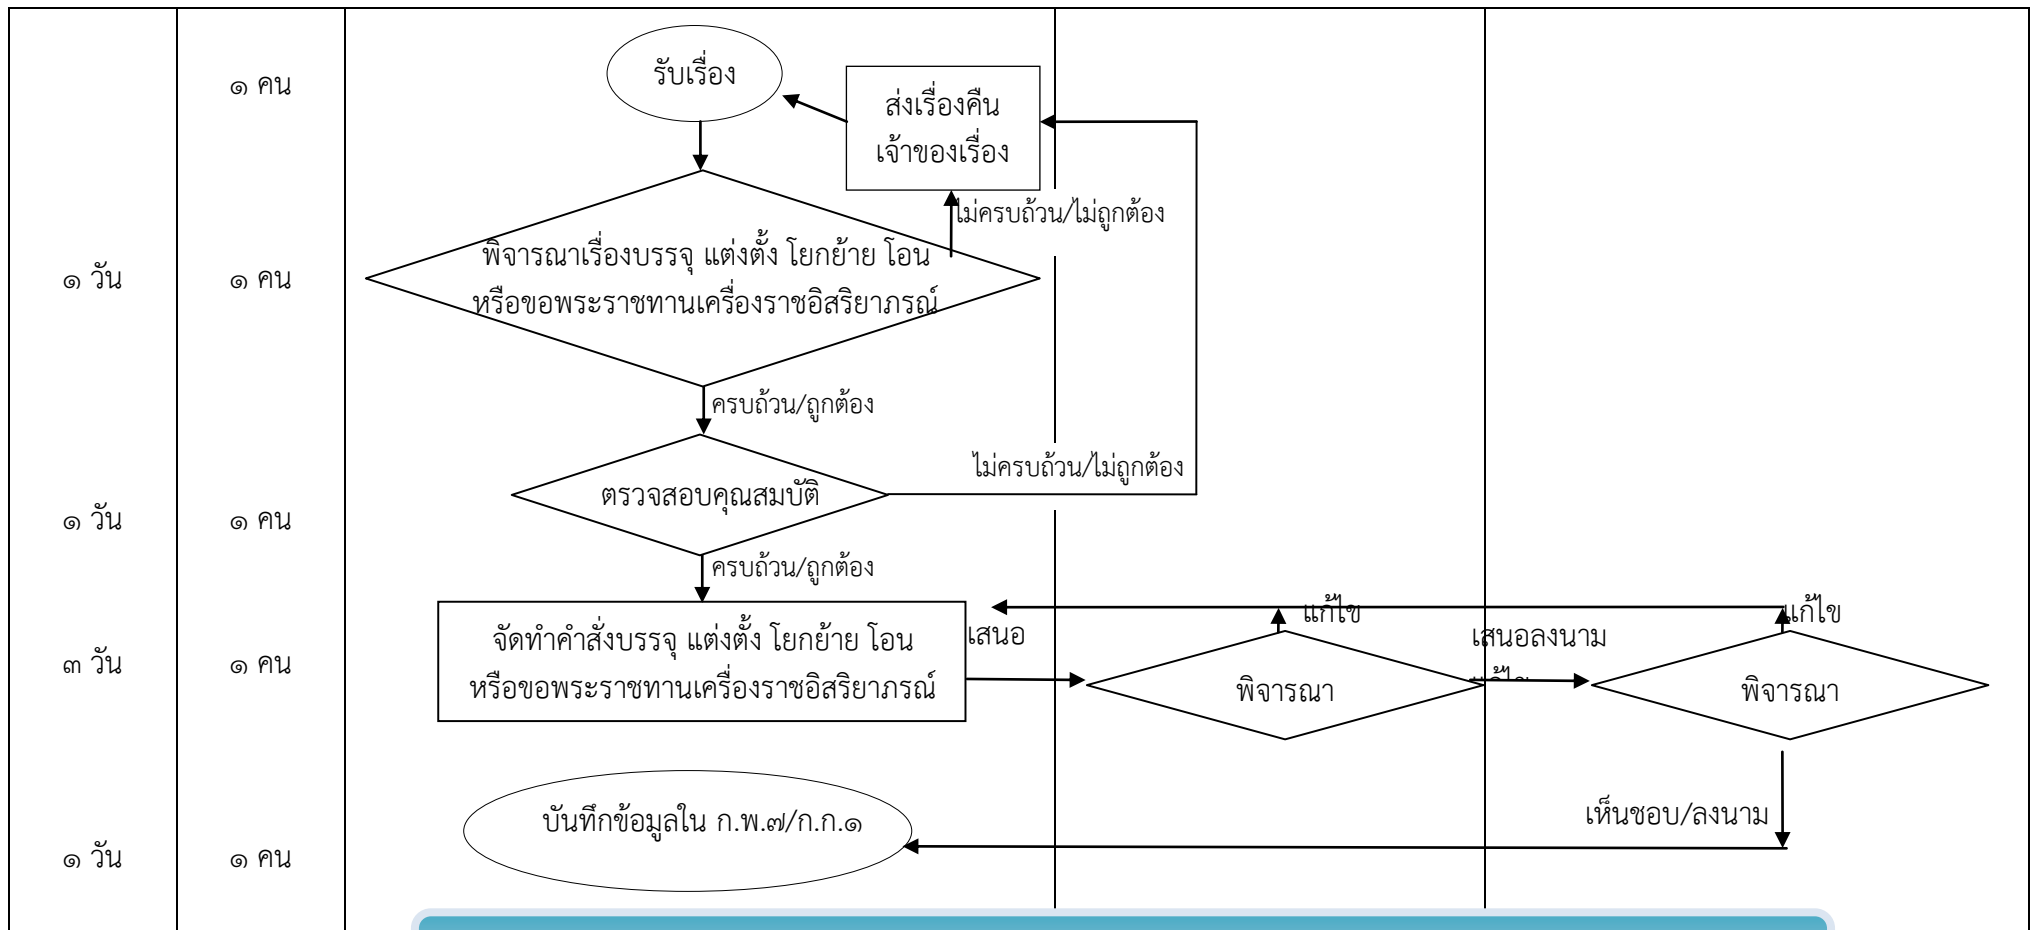 รับเรื่อง
๑ คน
ส่งเรื่องคืน
เจ้าของเรื่อง
ไม่ครบถ้วน/ไม่ถูกต้อง
๑ วัน
๑ คน
พิจารณาเรื่องบรรจุ แต่งตั้ง โยกย้าย โอน
หรือขอพระราชทานเครื่องราชอิสริยาภรณ์
ครบถ้วน/ถูกต้อง
ไม่ครบถ้วน/ไม่ถูกต้อง
ตรวจสอบคุณสมบัติ
๑ วัน
๑ คน
ครบถ้วน/ถูกต้อง
แก้ไข
แก้ไข
เสนอ
เสนอลงนาม
๓ วัน
๑ คน
จัดทำคำสั่งบรรจุ แต่งตั้ง โยกย้าย โอน
หรือขอพระราชทานเครื่องราชอิสริยาภรณ์
พิจารณา
พิจารณา
เห็นชอบ/ลงนาม
บันทึกข้อมูลใน ก.พ.๗/ก.ก.๑
๑ วัน
๑ คน